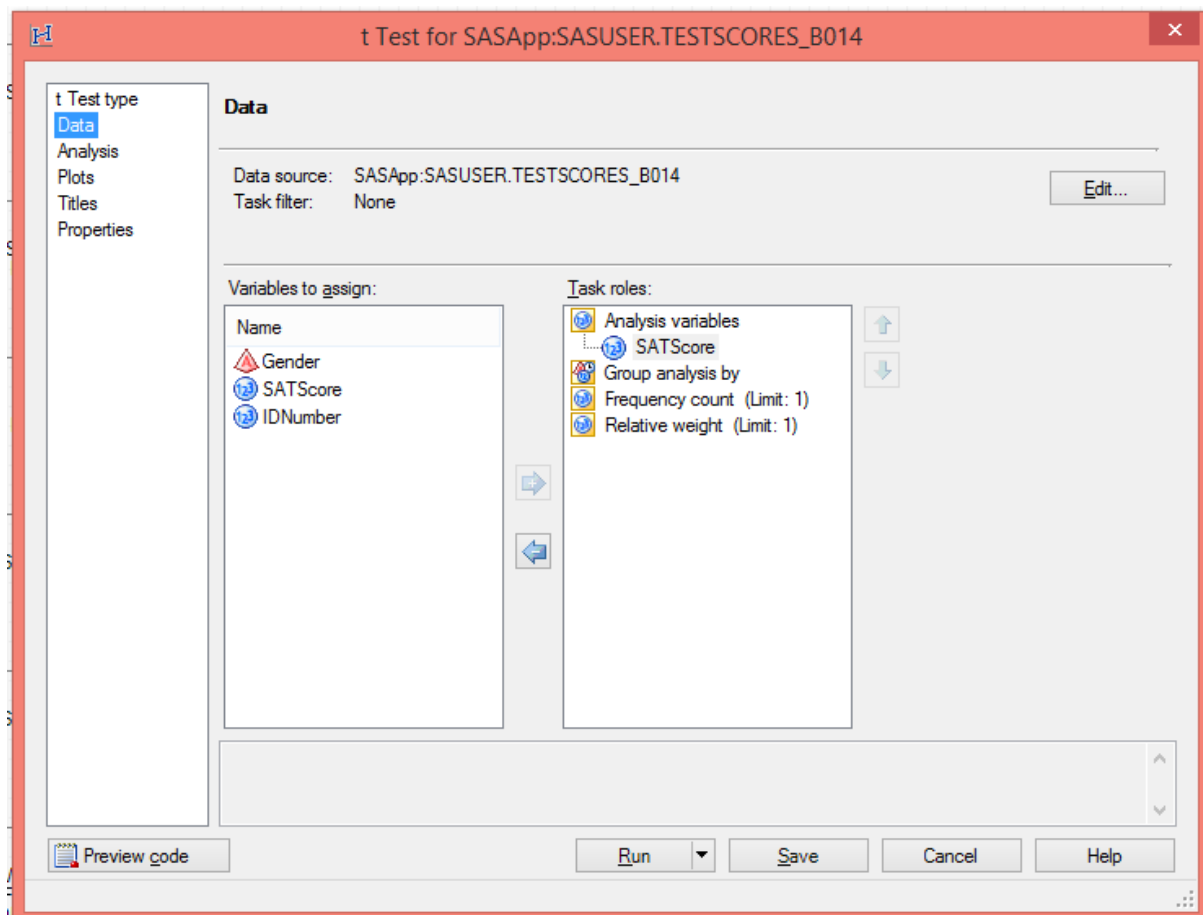 t Test for SASApp:SASUSER.TESTSCORES_B014
t Test type
Data
Analysis
Plots
Titles
Properties
Data
Data source: SASApp:SASUSER.TESTSCORES_B014
Task filter: None
Edit...
Variables to assign:
Name
Gender
SATScore
IDNumber
Task roles:
Analysis variables
SATScore
Group analysis by
Frequency count (Limit: 1)
Relative weight (Limit: 1)
Preview code
Run
Save
Cancel
Help